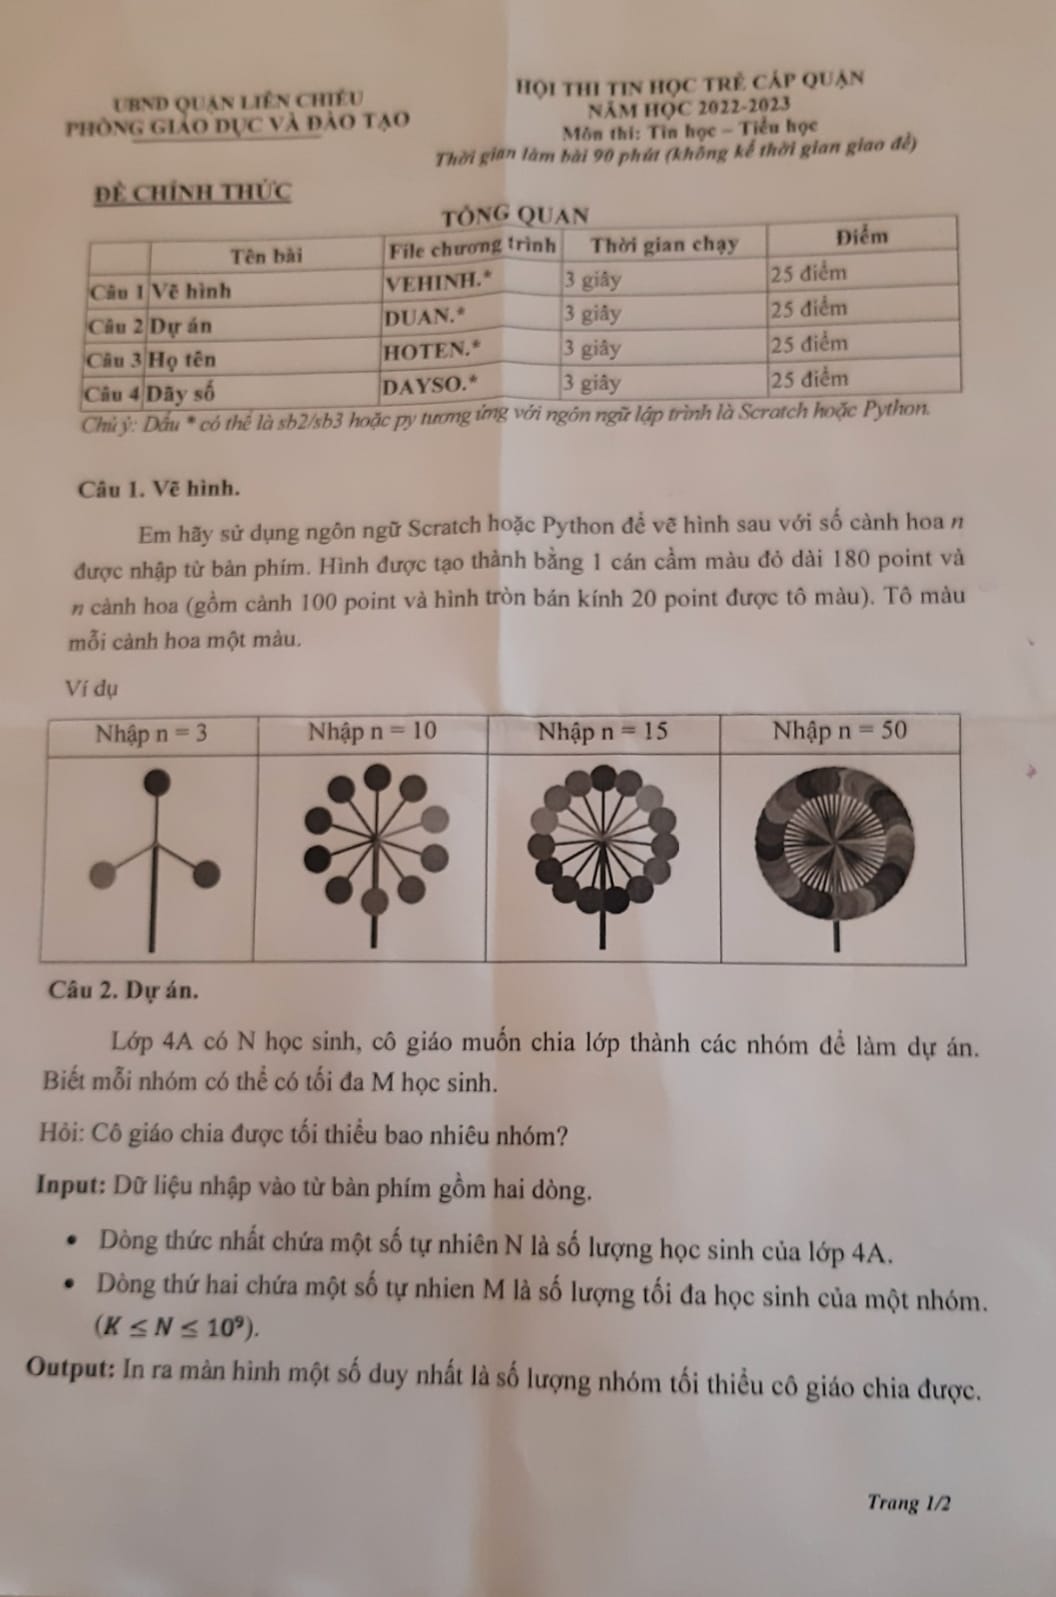 UBND QUẬN LIÊN CHIỂU
PHÒNG GIÁO DỤC VÀ ĐÀO TẠO
HỘI THI TIN HỌC TRẺ CẤP QUẬN
NĂM HỌC 2022-2023
Môn thi: Tin học – Tiểu học
Thời gian làm bài 90 phút (không kể thời gian giao đề)
ĐỀ CHÍNH THỨC
TỔNG QUAN
Tên bài File chương trình Thời gian chạy Điểm
Câu 1 Vẽ hình VEHINH.* 3 giây 25 điểm
Câu 2 Dự án DUAN.* 3 giây 25 điểm
Câu 3 Họ tên HOTEN.* 3 giây 25 điểm
Câu 4 Dãy số DAYSO.* 3 giây 25 điểm
Chú ý: Dấu * có thể là sb2/sb3 hoặc py tương ứng với ngôn ngữ lập trình là Scratch hoặc Python.
Câu 1. Vẽ hình.
Em hãy sử dụng ngôn ngữ Scratch hoặc Python để vẽ hình sau với số cành hoa n
được nhập từ bàn phím. Hình được tạo thành bằng 1 cán cầm màu đỏ dài 180 point và
n cành hoa (gồm cành 100 point và hình tròn bán kính 20 point được tô màu). Tô màu
mỗi cành hoa một màu.
Ví dụ
Nhập n = 3 Nhập n = 10 Nhập n = 15 Nhập n = 50
Câu 2. Dự án.
Lớp 4A có N học sinh, cô giáo muốn chia lớp thành các nhóm để làm dự án.
Biết mỗi nhóm có thể có tối đa M học sinh.
Hỏi: Cô giáo chia được tối thiểu bao nhiêu nhóm?
Input: Dữ liệu nhập vào từ bàn phím gồm hai dòng.
• Dòng thức nhất chứa một số tự nhiên N là số lượng học sinh của lớp 4A.
• Dòng thứ hai chứa một số tự nhien M là số lượng tối đa học sinh của một nhóm.
(K ≤ N ≤ 10⁹).
Output: In ra màn hình một số duy nhất là số lượng nhóm tối thiểu cô giáo chia được.
Trang 1/2